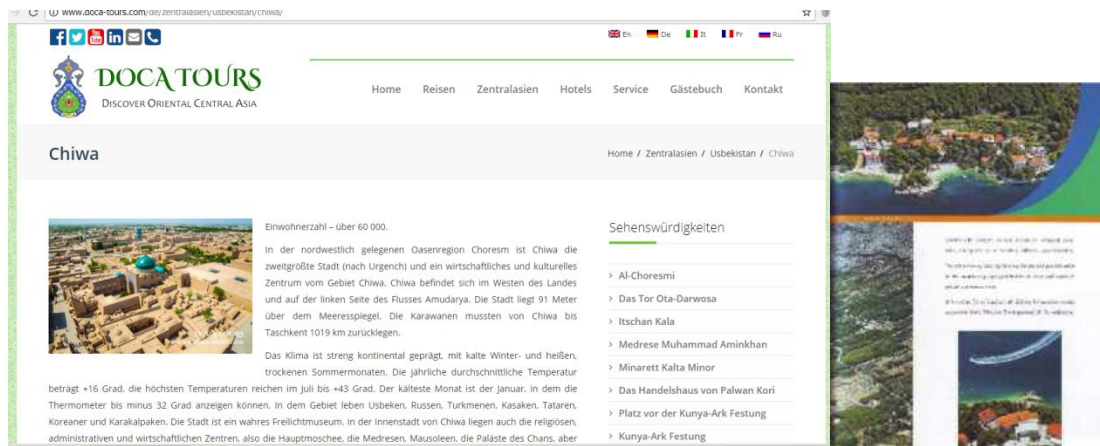 www.doca-tours.com/de/zentralasien/usbekistan/chiwa/
En De It Fr Ru
DOCA TOURS
DISCOVER ORIENTAL CENTRAL ASIA
Home Reisen Zentralasien Hotels Service Gästebuch Kontakt
Chiwa
Home / Zentralasien / Usbekistan / Chiwa
Einwohnerzahl – über 60 000.
In der nordwestlich gelegenen Oasenregion Choresm ist Chiwa die
zweitgrößte Stadt (nach Urgench) und ein wirtschaftliches und kulturelles
Zentrum vom Gebiet Chiwa. Chiwa befindet sich im Westen des Landes
und auf der linken Seite des Flusses Amudarya. Die Stadt liegt 91 Meter
über dem Meeresspiegel. Die Karawanen mussten von Chiwa bis
Taschkent 1019 km zurücklegen.
Das Klima ist streng kontinental geprägt, mit kalte Winter- und heißen,
trockenen Sommermonaten. Die jährliche durchschnittliche Temperatur
beträgt +16 Grad, die höchsten Temperaturen reichen im Juli bis +43 Grad. Der kälteste Monat ist der Januar, in dem die
Thermometer bis minus 32 Grad anzeigen können. In dem Gebiet leben Usbeken, Russen, Turkmenen, Kasaken, Tataren,
Koreaner und Karakalpaken. Die Stadt ist ein wahres Freilichtmuseum. In der Innenstadt von Chiwa liegen auch die religiösen,
administrativen und wirtschaftlichen Zentren, also die Hauptmoschee, die Medresen, Mausoleen, die Paläste des Chans, aber
Sehenswürdigkeiten
> Al-Choresmi
> Das Tor Ota-Darwosa
> Itschan Kala
> Medrese Muhammad Aminkhan
> Minarett Kalta Minor
> Das Handelshaus von Palwan Kori
> Platz vor der Kunya-Ark Festung
> Kunya-Ark Festung